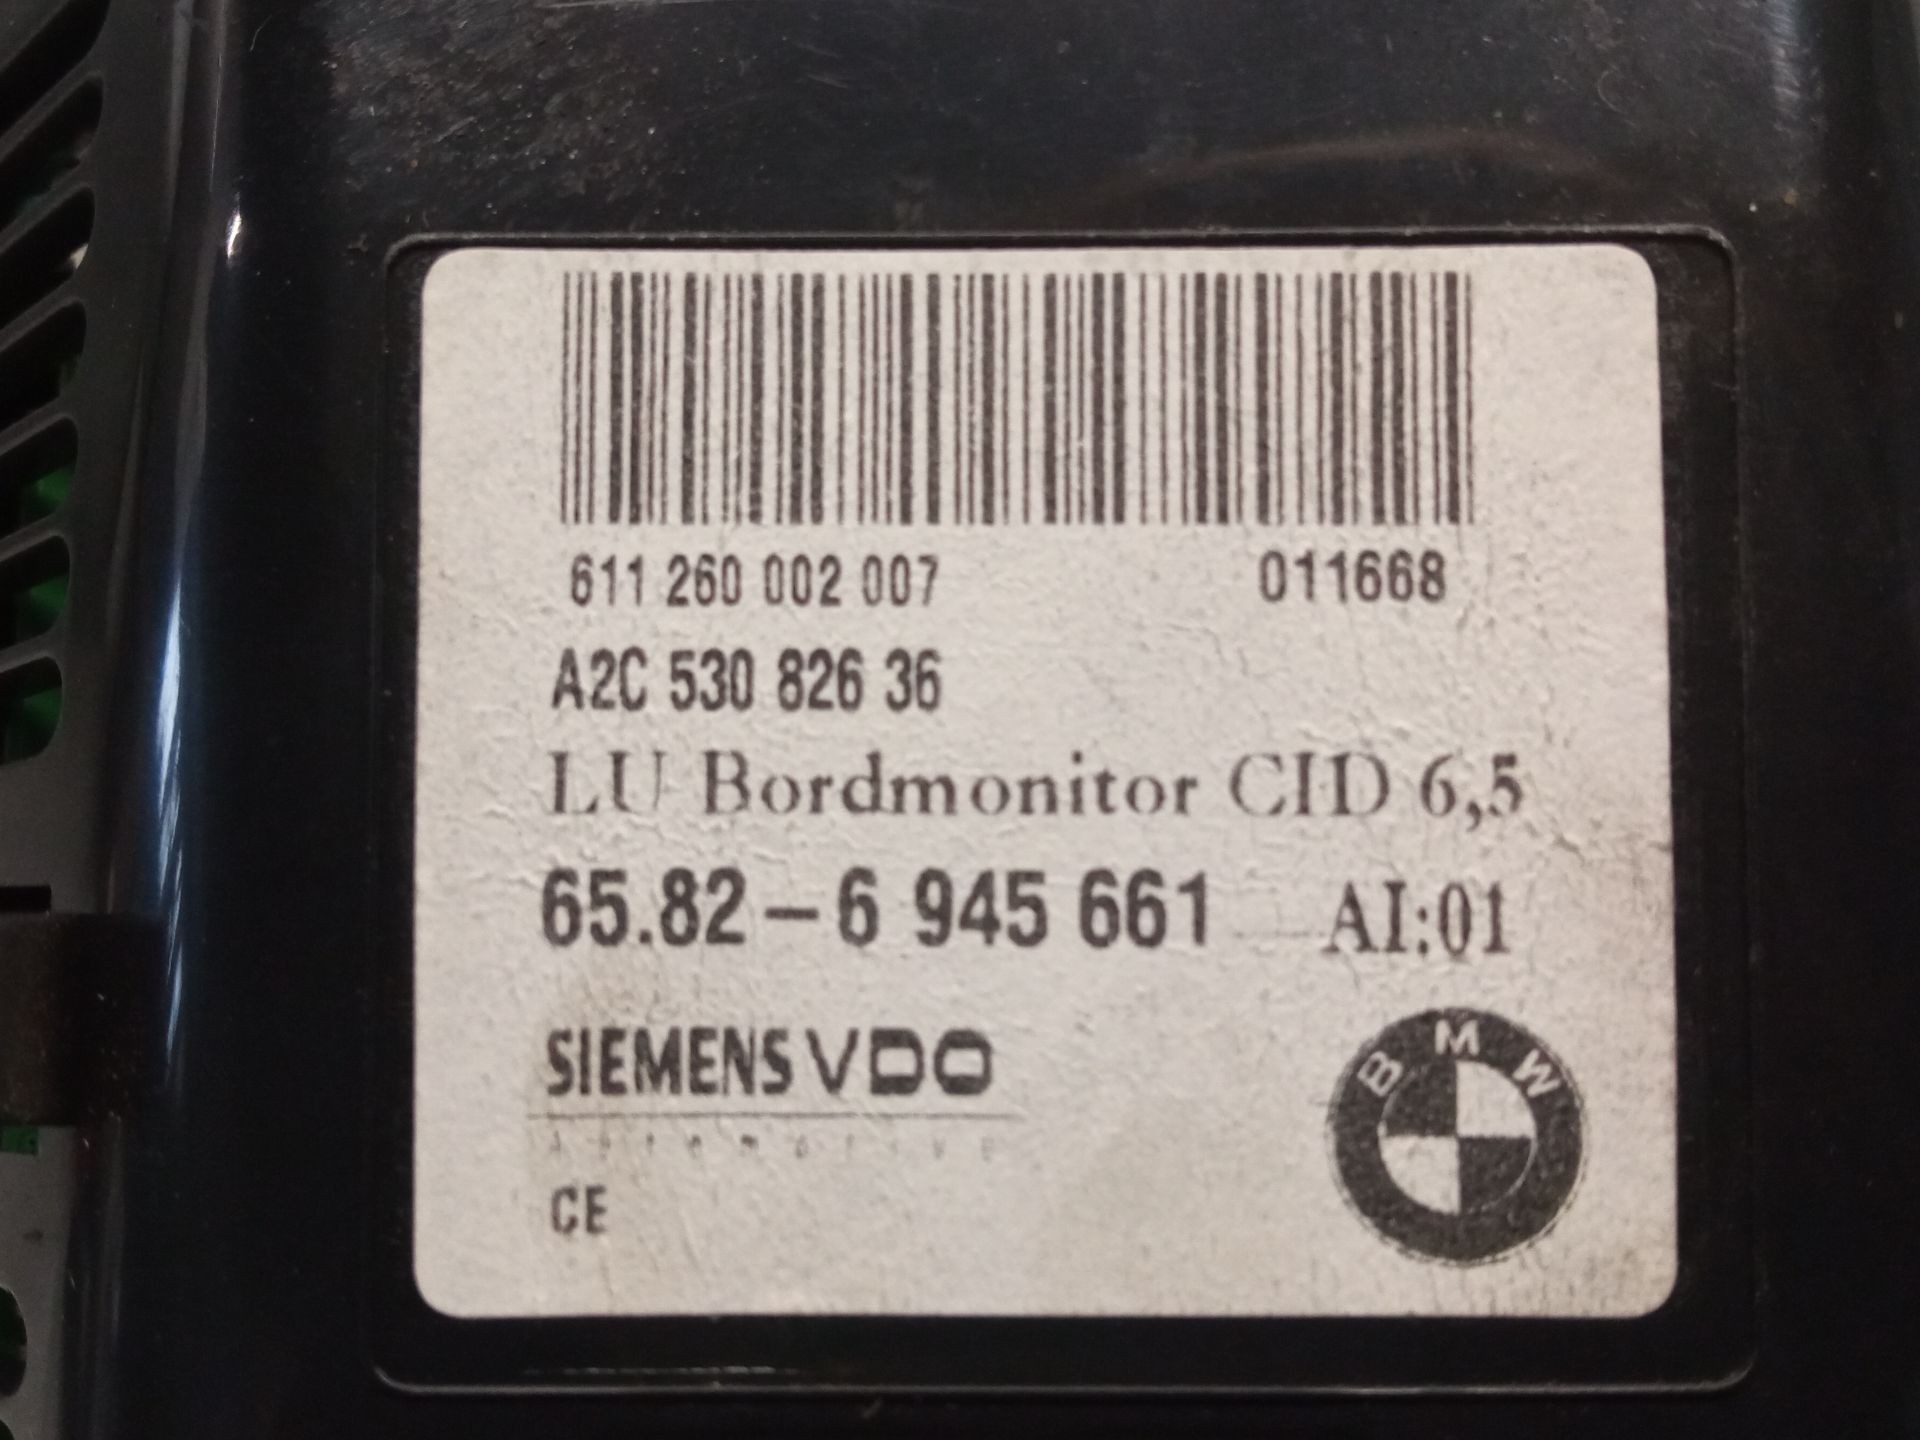 611 260 002 007 011668
A2C 530 826 36
LU Bordmonitor CID 6,5
65.82-6 945 661 AI:01
SIEMENS VDO
Automotive
CE
BMW